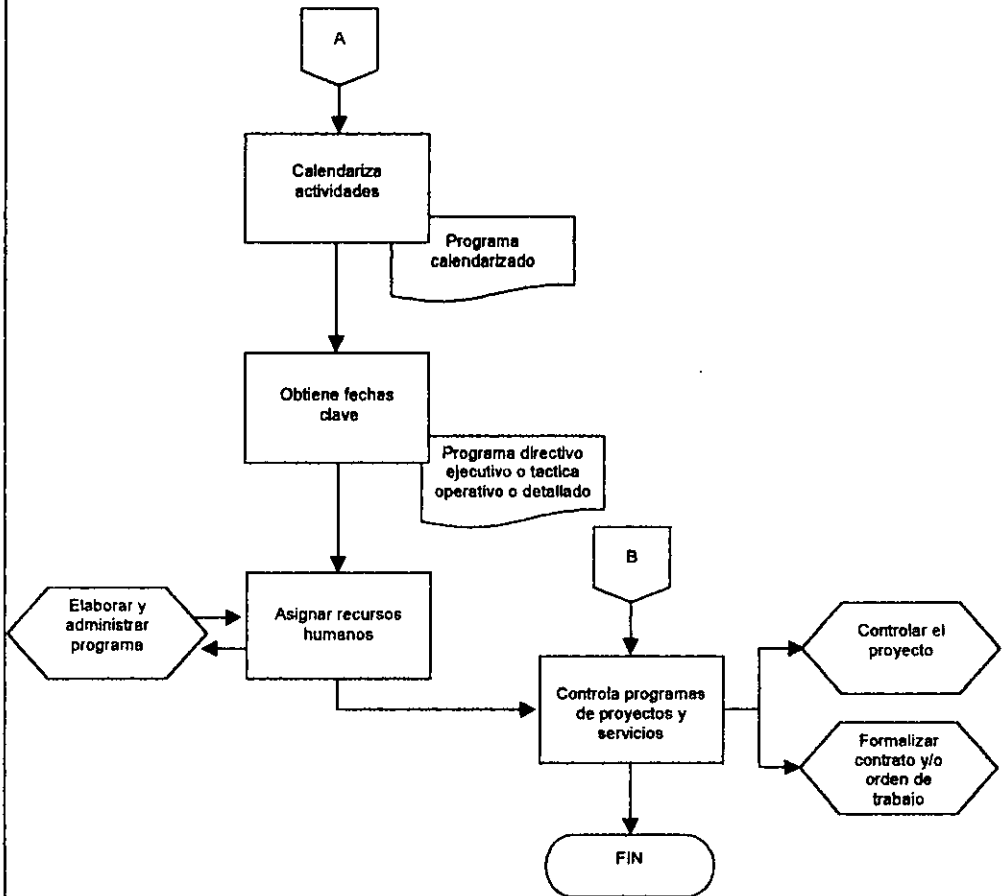 A
Calendariza
actividades
Programa
calendarizado
Obtiene fechas
clave
Programa directivo
ejecutivo o tactica
operativo o detallado
B
Elaborar y
administrar
programa
Asignar recursos
humanos
Controlar el
proyecto
Controla programas
de proyectos y
servicios
Formalizar
contrato y/o
orden de
trabajo
FIN